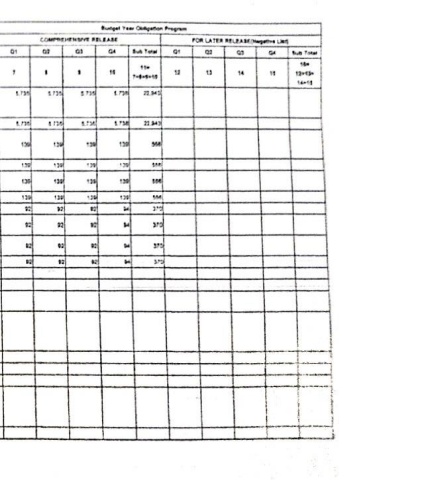 Budget Year Obligation Program
COMPREHENSIVE RELEASE FOR LATER RELEASE(Negative List)
Q1 Q2 Q3 Q4 Sub Total Q1 Q2 Q3 Q4 Sub Total
7 8 9 10 11= 7+8+9+10 12 13 14 15 16= 12+13+ 14+15
5,735 5,735 5,735 5,738 22,943
5,735 5,735 5,735 5,738 22,943
139 139 139 139 556
139 139 139 139 556
139 139 139 139 556
139 139 139 139 556
92 92 92 94 370
92 92 92 94 370
92 92 92 94 370
92 92 92 94 370